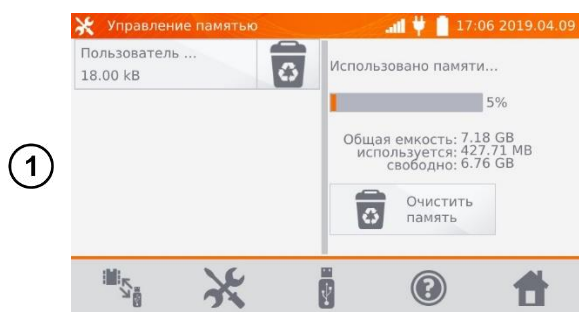 Управление памятью
17:06 2019.04.09
Пользователь ...
18.00 kB
Использовано памяти...
5%
Общая емкость: 7.18 GB
используется: 427.71 MB
свободно: 6.76 GB
Очистить
память
1